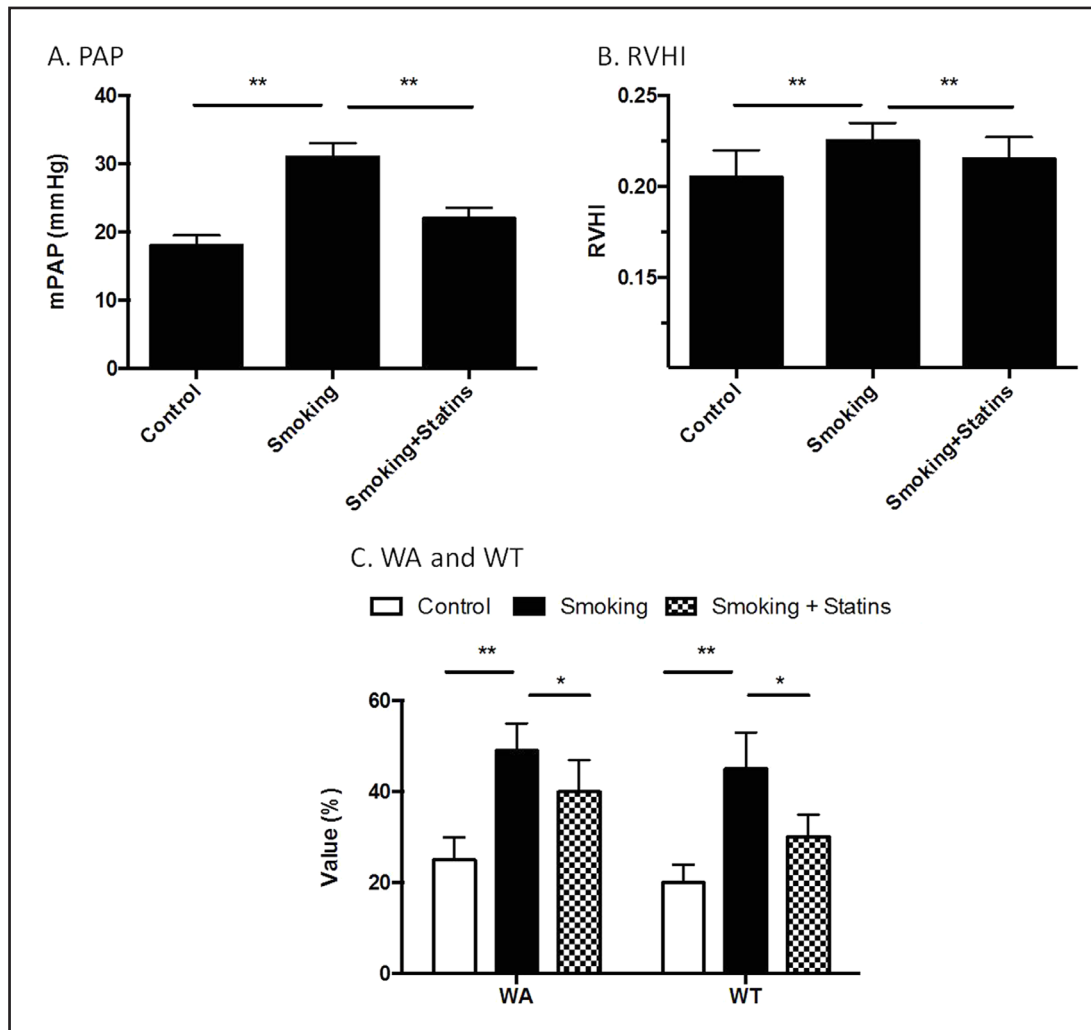 A. PAP
** **
mPAP (mmHg)
40
30
20
10
0
Control
Smoking
Smoking+Statins
B. RVHI
** **
RVHI
0.25
0.20
0.15
Control
Smoking
Smoking+Statins
C. WA and WT
Control Smoking Smoking + Statins
** * ** *
Value (%)
60
40
20
0
WA WT